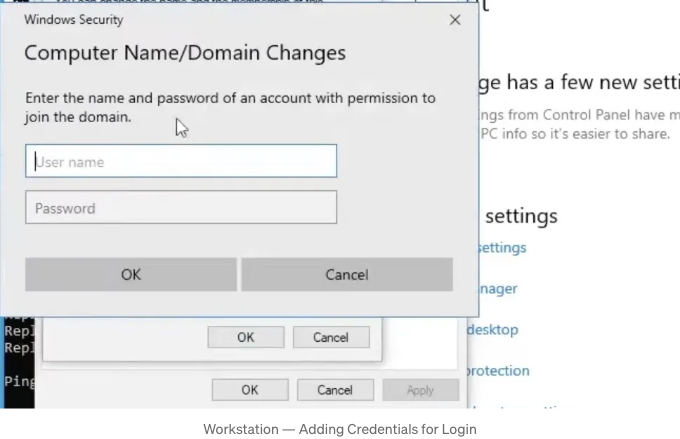 Windows Security
Computer Name/Domain Changes
Enter the name and password of an account with permission to
join the domain.
User name
Password
OK
Cancel
ge has a few new setti
ngs from Control Panel have m
PC info so it's easier to share.
settings
settings
nager
desktop
rotection
Repl
Repl
Ping
OK
Cancel
OK
Cancel
Apply
Workstation — Adding Credentials for Login